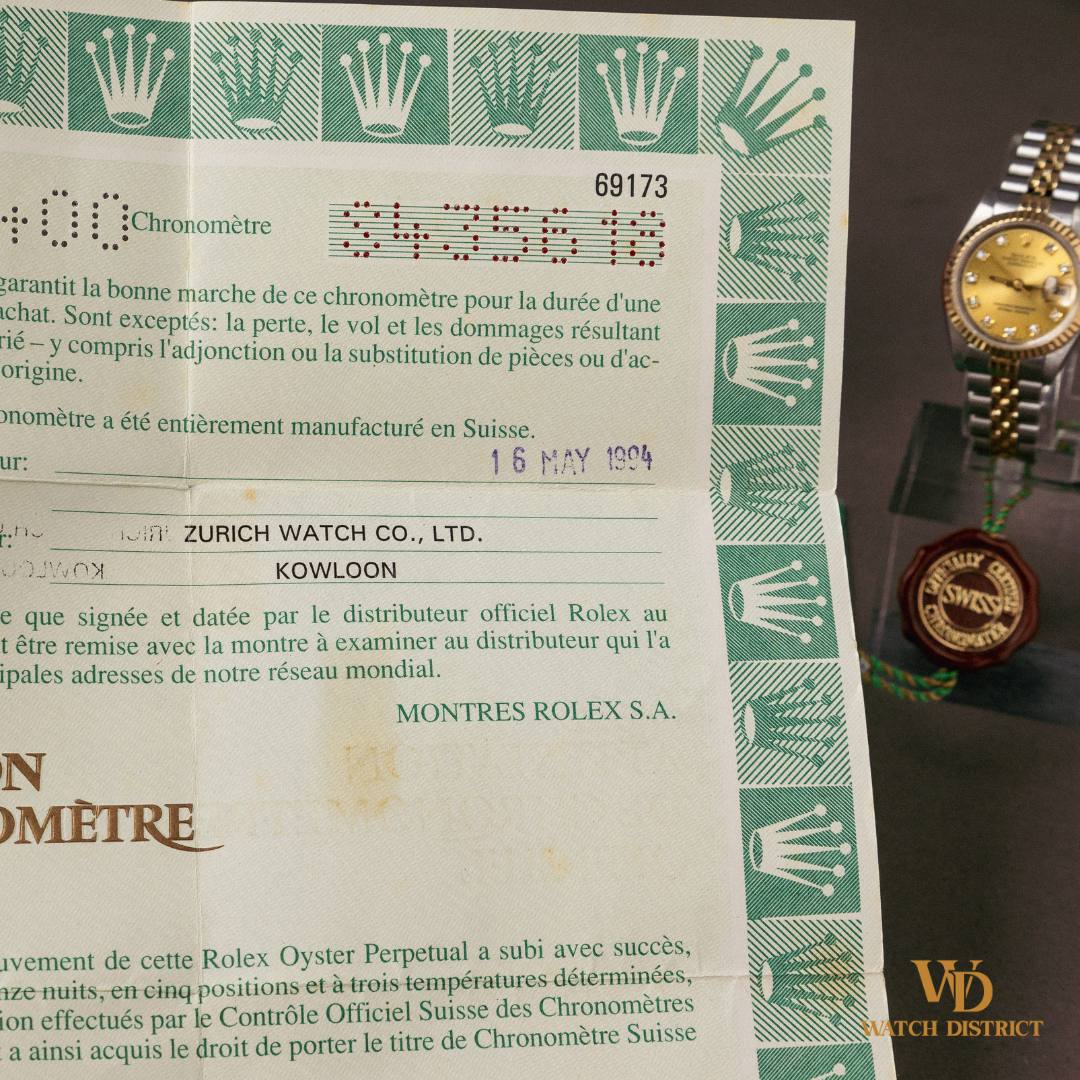 69173
400 Chronomètre S435618
garantit la bonne marche de ce chronomètre pour la durée d'une
achat. Sont exceptés: la perte, le vol et les dommages résultant
rié – y compris l'adjonction ou la substitution de pièces ou d'ac-
origine.
onomètre a été entièrement manufacturé en Suisse.
ur: 16 MAY 1994
r: ZURICH WATCH CO., LTD.
KOWLOON
e que signée et datée par le distributeur officiel Rolex au
t être remise avec la montre à examiner au distributeur qui l'a
ipales adresses de notre réseau mondial.
MONTRES ROLEX S.A.
ON
OMÈTRE
uvement de cette Rolex Oyster Perpetual a subi avec succès,
nze nuits, en cinq positions et à trois températures déterminées,
ion effectués par le Contrôle Officiel Suisse des Chronomètres
t a ainsi acquis le droit de porter le titre de Chronomètre Suisse
OFFICIALLY CERTIFIED
SWISS
CHRONOMETER
WD
WATCH DISTRICT